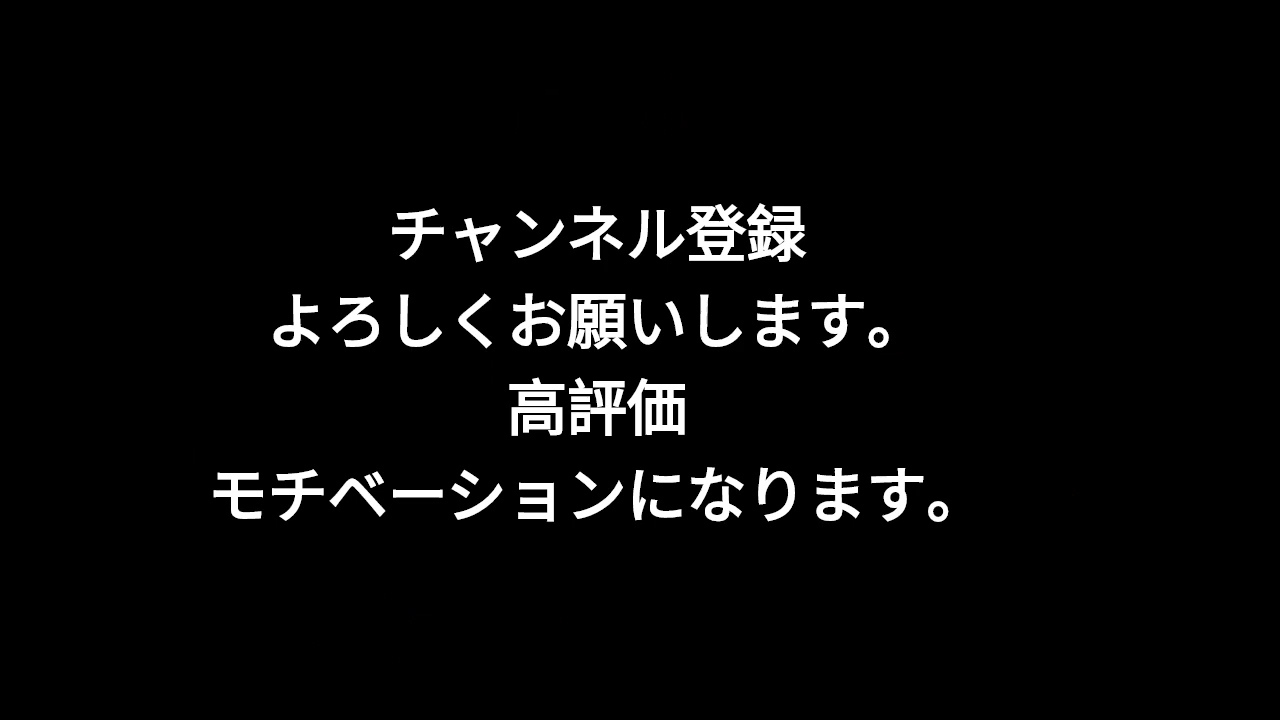 チャンネル登録
よろしくお願いします。
高評価
モチベーションになります。